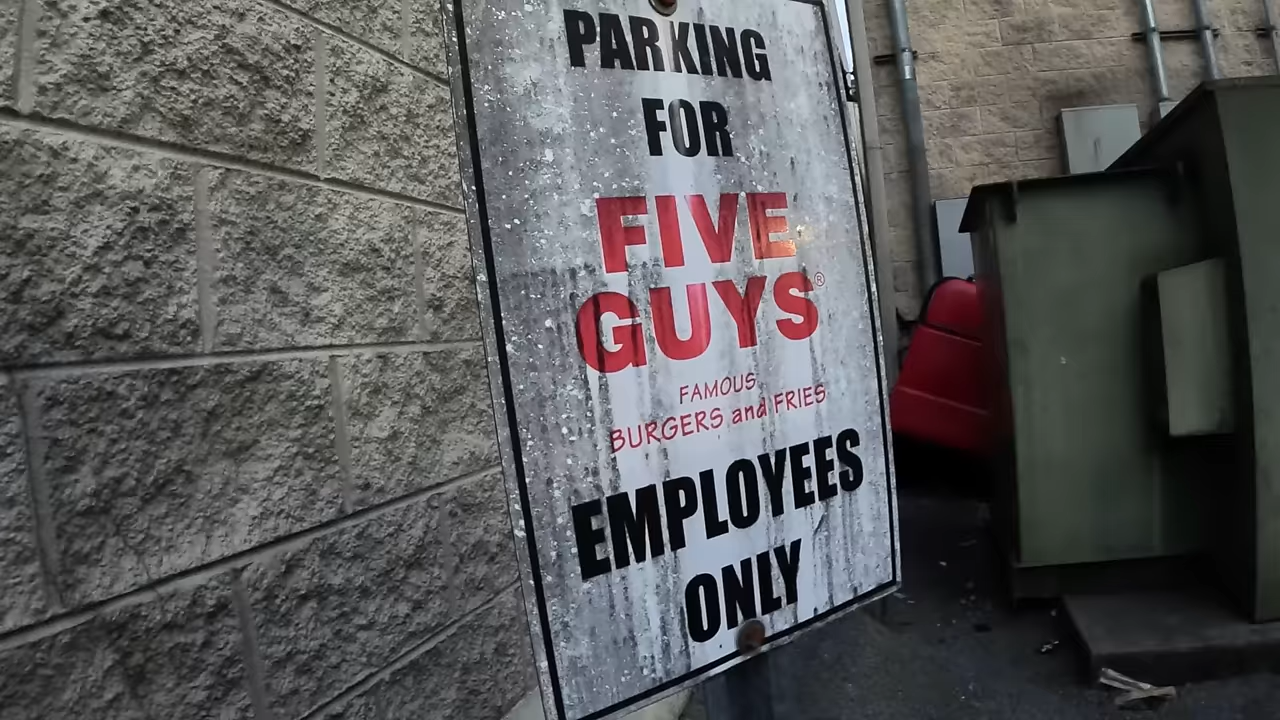 PARKING
FOR
FIVE
GUYS®
FAMOUS
BURGERS and FRIES
EMPLOYEES
ONLY